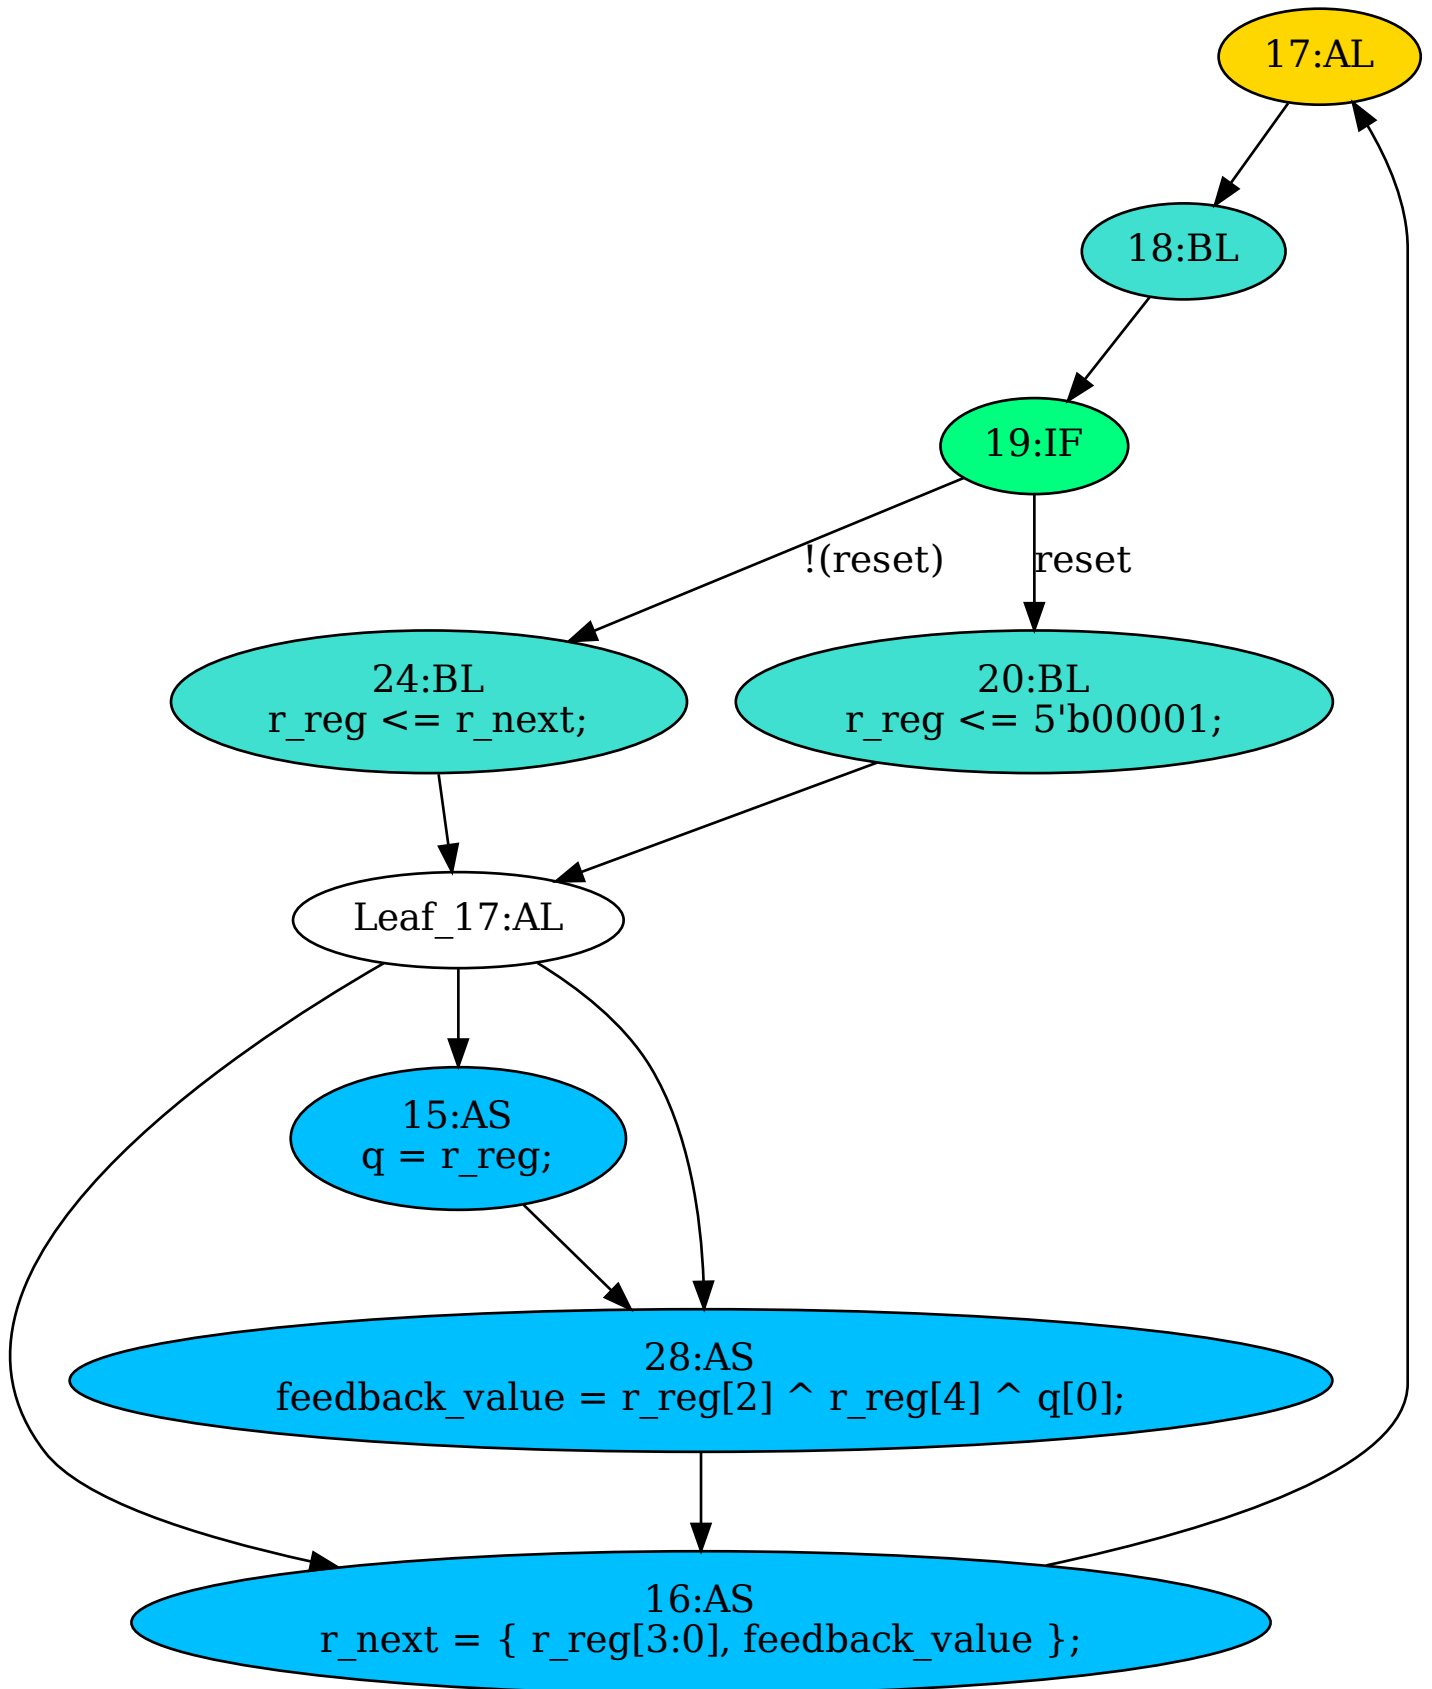 17:AL
18:BL
19:IF
!(reset)
reset
24:BL
r_reg <= r_next;
20:BL
r_reg <= 5'b00001;
Leaf_17:AL
15:AS
q = r_reg;
28:AS
feedback_value = r_reg[2] ^ r_reg[4] ^ q[0];
16:AS
r_next = { r_reg[3:0], feedback_value };